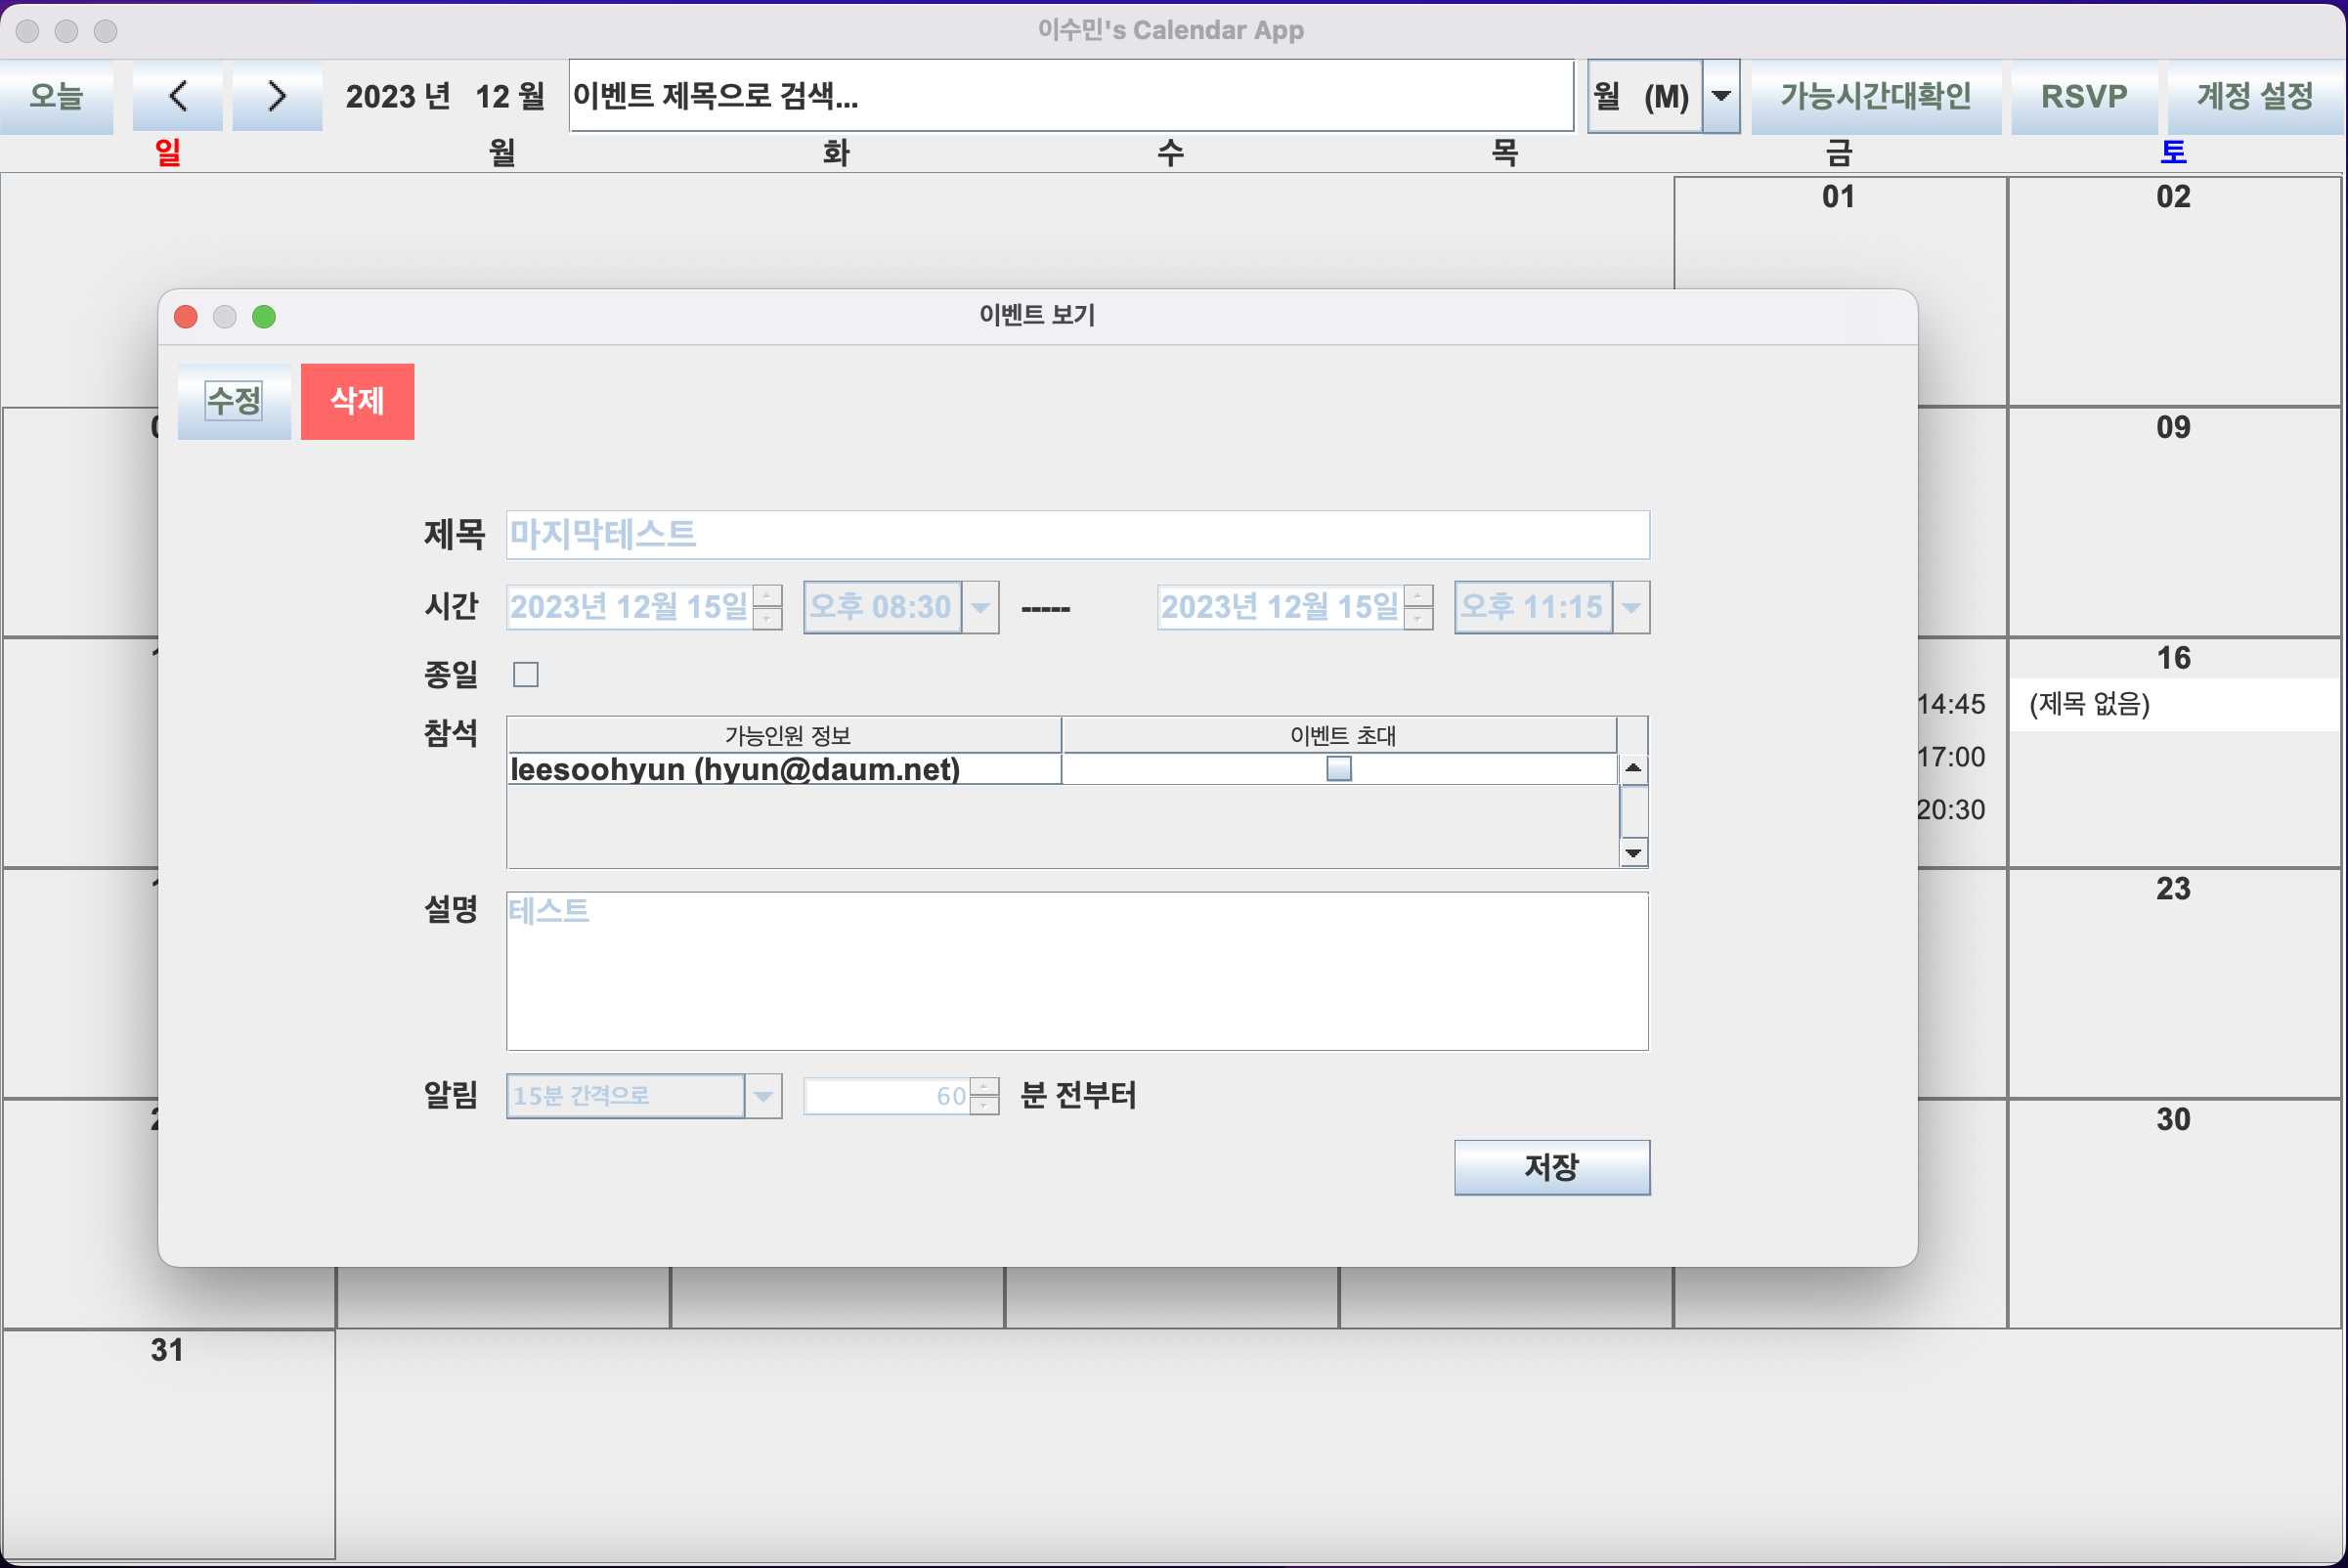 이수민's Calendar App
오늘 < > 2023 년 12 월 이벤트 제목으로 검색... 월 (M) 가능시간대확인 RSVP 계정 설정
일 월 화 수 목 금 토
01 02
이벤트 보기
수정 삭제
09
제목 마지막테스트
시간 2023년 12월 15일 오후 08:30 ----- 2023년 12월 15일 오후 11:15
16
종일
14:45 (제목 없음)
참석 가능인원 정보 이벤트 초대
17:00
leesoohyun (hyun@daum.net)
20:30
23
설명 테스트
알림 15분 간격으로 60 분 전부터
30
저장
31